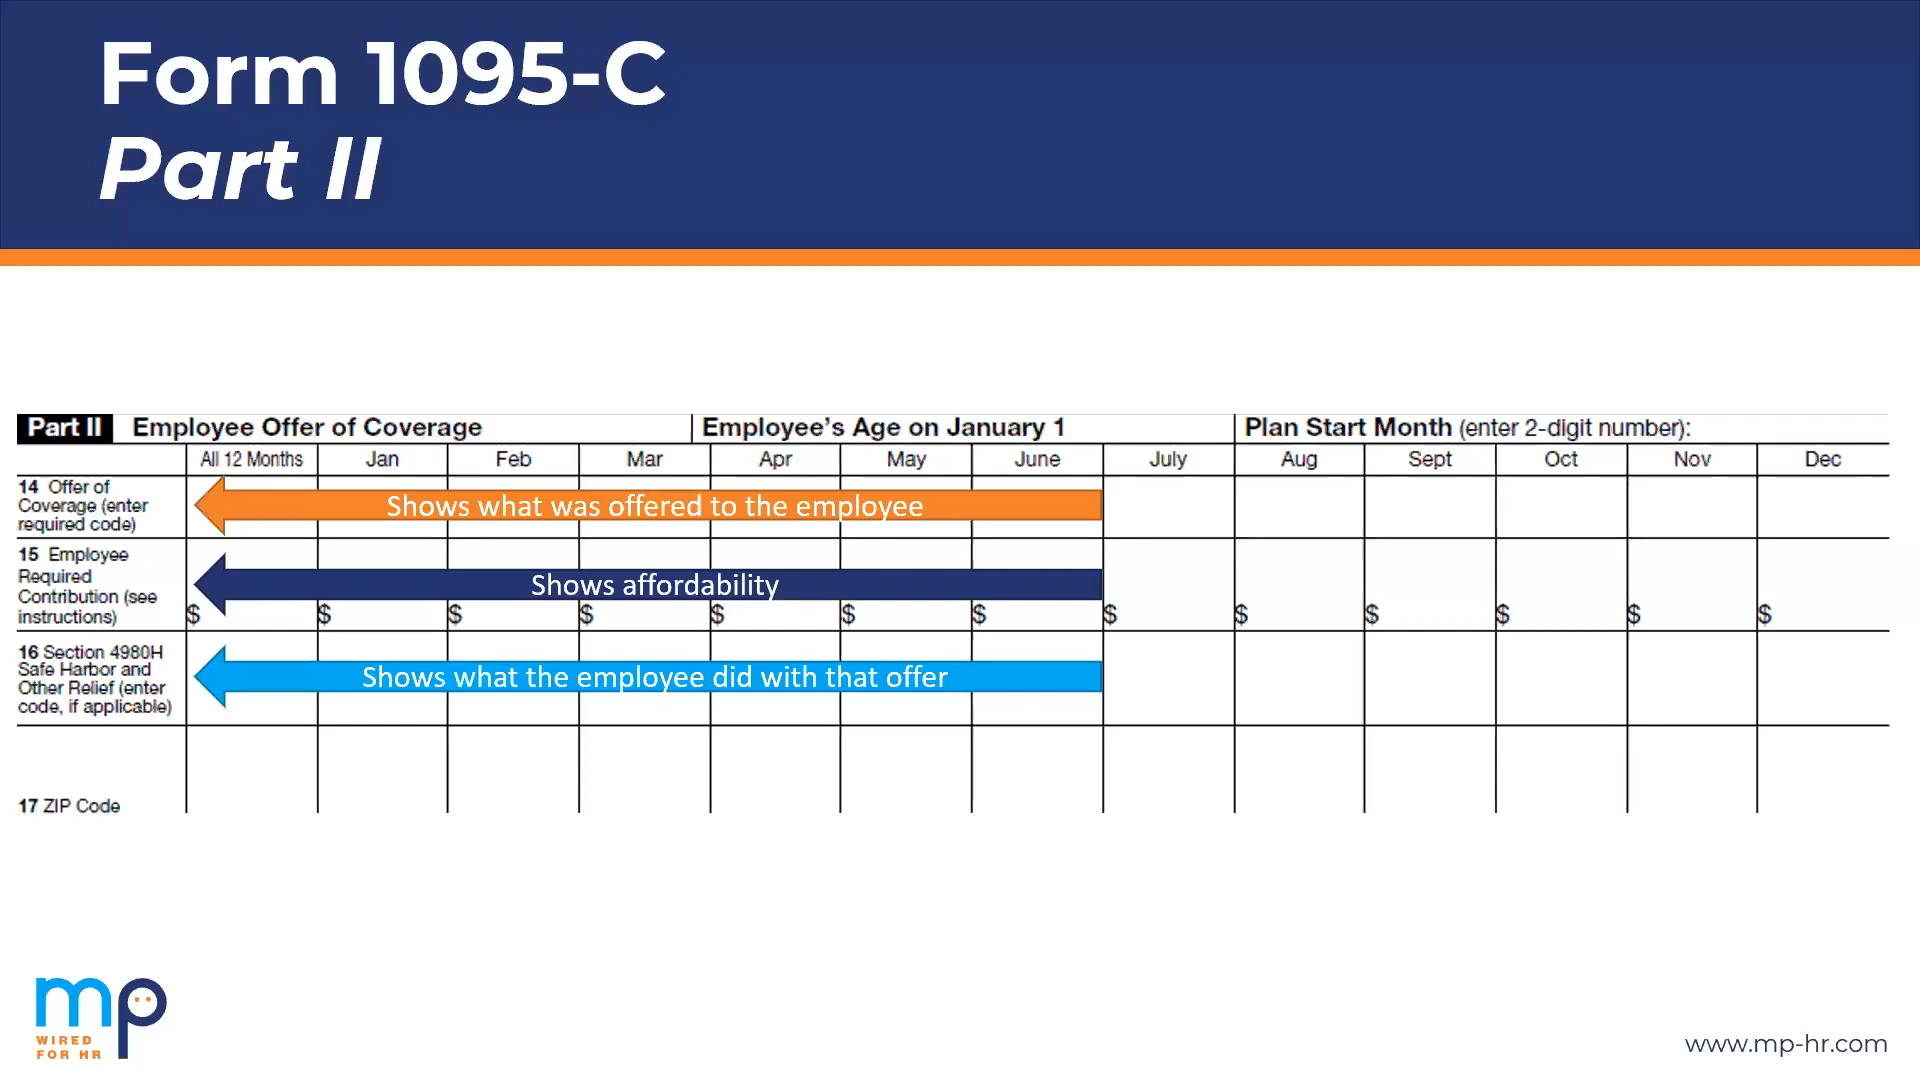 Form 1095-C
Part II
Part II Employee Offer of Coverage Employee's Age on January 1 Plan Start Month (enter 2-digit number):
All 12 Months Jan Feb Mar Apr May June July Aug Sept Oct Nov Dec
14 Offer of
Coverage (enter
required code)
Shows what was offered to the employee
15 Employee
Required
Contribution (see
instructions)
Shows affordability
$ $ $ $ $ $ $ $ $ $ $ $ $
16 Section 4980H
Safe Harbor and
Other Relief (enter
code, if applicable)
Shows what the employee did with that offer
17 ZIP Code
mp
WIRED
FOR HR
www.mp-hr.com